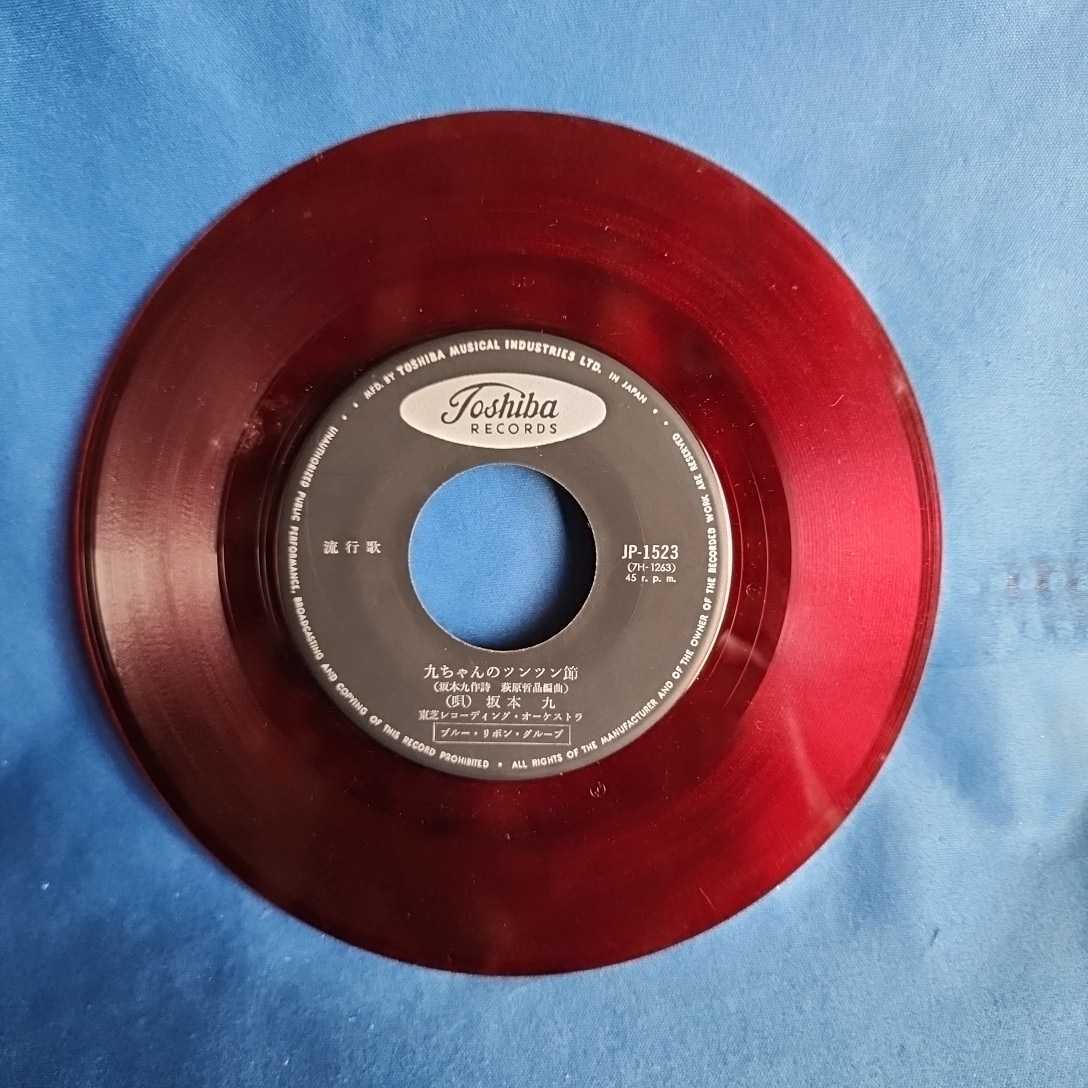 MFD. BY TOSHIBA MUSICAL INDUSTRIES LTD. IN JAPAN
Toshiba
RECORDS
流行歌
JP-1523
(7H-1263)
45 r. p. m.
九ちゃんのツンツン節
(坂本九作詩 萩原哲晶編曲)
(唄) 坂本 九
東芝レコーディング・オーケストラ
ブルー・リボン・グループ
UNAUTHORIZED PUBLIC PERFORMANCE, BROADCASTING AND COPYING OF THIS RECORD PROHIBITED • ALL RIGHTS OF THE MANUFACTURER AND OF THE OWNER OF THE RECORDED WORK ARE RESERVED